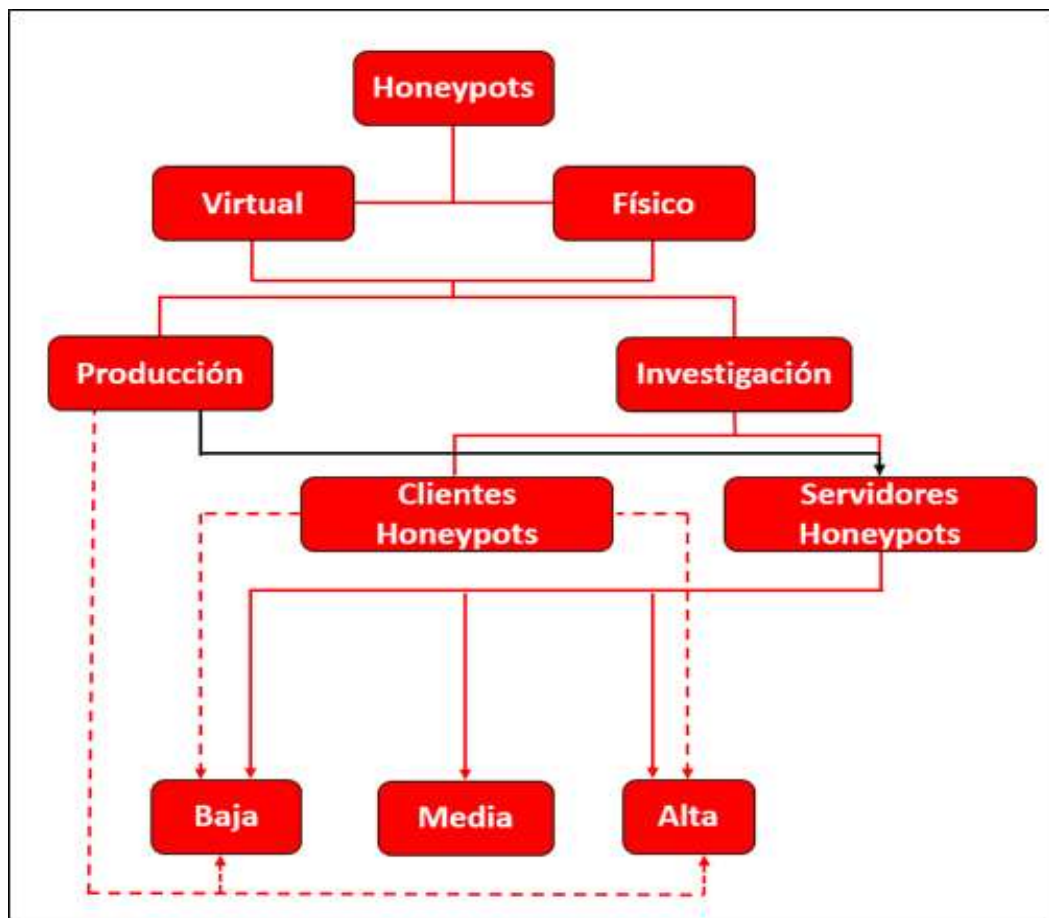 Honeypots
Virtual
Físico
Producción
Investigación
Clientes
Honeypots
Servidores
Honeypots
Baja
Media
Alta